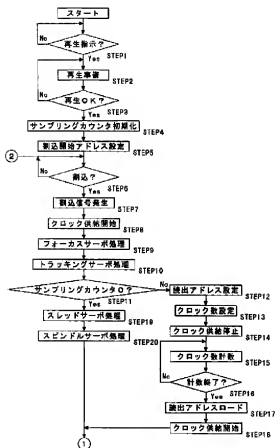 スタート
No
再生指示?
Yes
STEP1
再生準備
STEP2
No
再生OK?
Yes
STEP3
サンプリングカウンタ初期化
STEP4
割込開始アドレス設定
STEP5
2
No
割込?
Yes
STEP6
割込信号発生
STEP7
クロック供給開始
STEP8
フォーカスサーボ処理
STEP9
トラッキングサーボ処理
STEP10
サンプリングカウンタ0?
No
Yes
STEP11
読出アドレス設定
STEP12
クロック数設定
STEP13
クロック供給停止
STEP14
クロック数計数
STEP15
No
計数終了?
Yes
STEP16
読出アドレスロード
STEP17
クロック供給開始
STEP18
スレッドサーボ処理
STEP19
スピンドルサーボ処理
STEP20
1